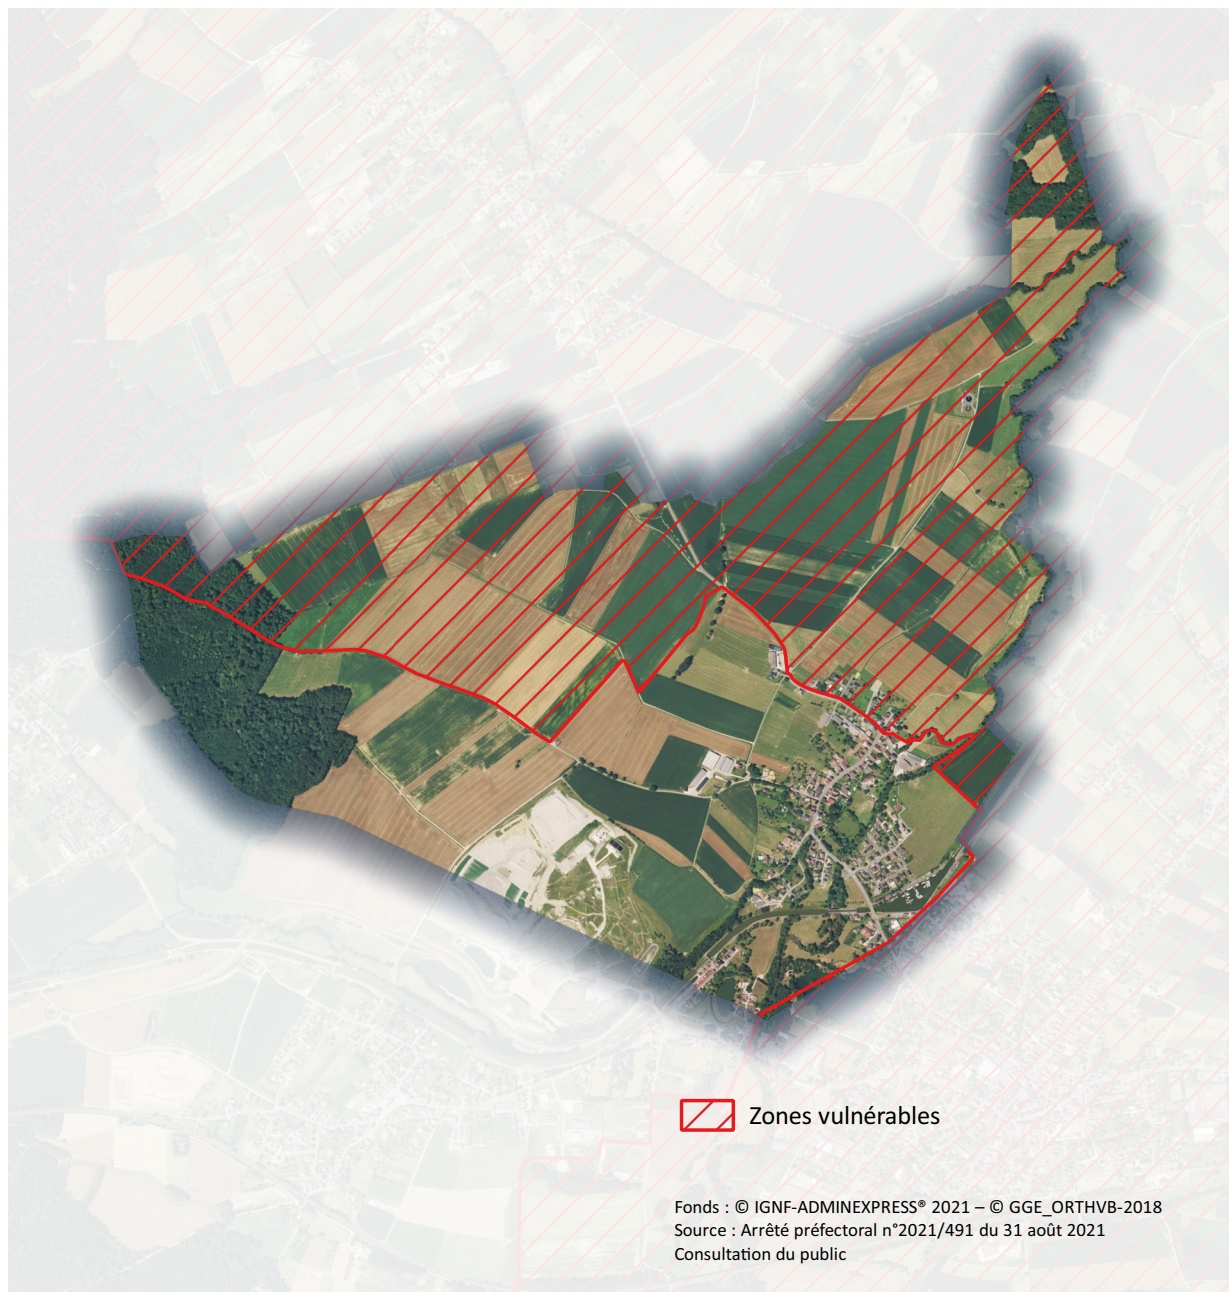 Zones vulnérables
Fonds : © IGNF-ADMINEXPRESS® 2021 – © GGE_ORTHVB-2018
Source : Arrêté préfectoral n°2021/491 du 31 août 2021
Consultation du public